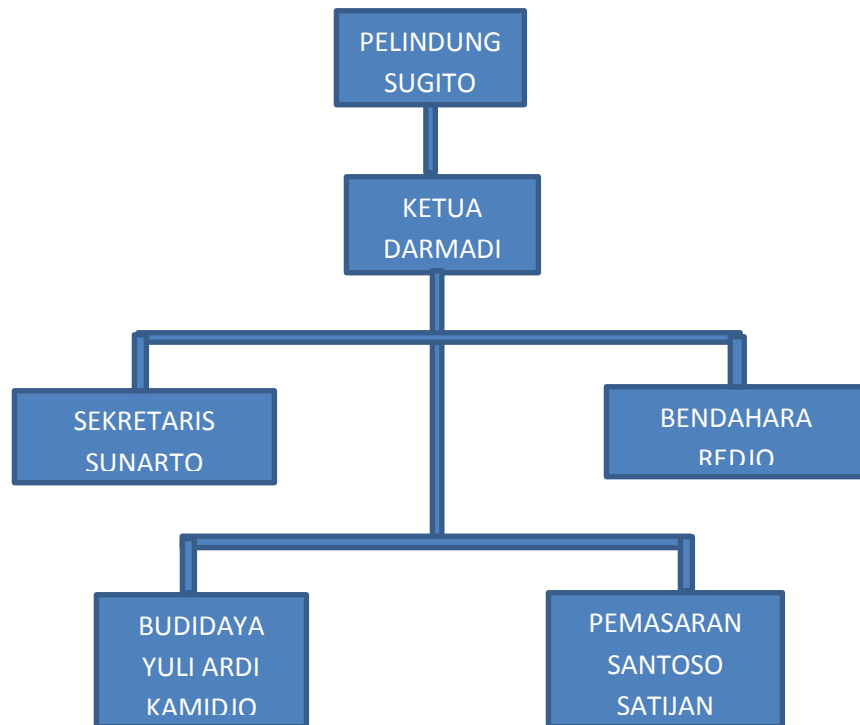 PELINDUNG
SUGITO
KETUA
DARMADI
SEKRETARIS
SUNARTO
BENDAHARA
REDJO
BUDIDAYA
YULI ARDI
KAMIDJO
PEMASARAN
SANTOSO
SATIJAN